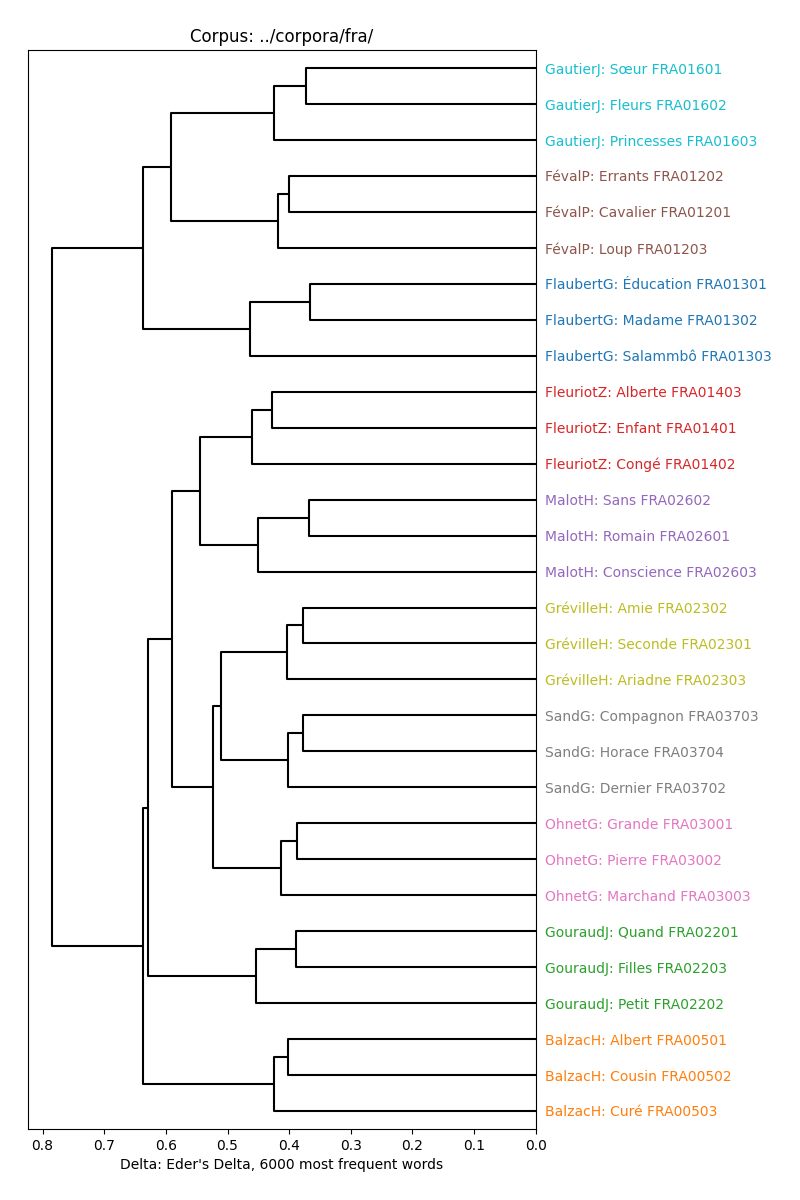 Corpus: ../corpora/fra/
GautierJ: Sœur FRA01601
GautierJ: Fleurs FRA01602
GautierJ: Princesses FRA01603
FévalP: Errants FRA01202
FévalP: Cavalier FRA01201
FévalP: Loup FRA01203
FlaubertG: Éducation FRA01301
FlaubertG: Madame FRA01302
FlaubertG: Salammbô FRA01303
FleuriotZ: Alberte FRA01403
FleuriotZ: Enfant FRA01401
FleuriotZ: Congé FRA01402
MalotH: Sans FRA02602
MalotH: Romain FRA02601
MalotH: Conscience FRA02603
GrévilleH: Amie FRA02302
GrévilleH: Seconde FRA02301
GrévilleH: Ariadne FRA02303
SandG: Compagnon FRA03703
SandG: Horace FRA03704
SandG: Dernier FRA03702
OhnetG: Grande FRA03001
OhnetG: Pierre FRA03002
OhnetG: Marchand FRA03003
GouraudJ: Quand FRA02201
GouraudJ: Filles FRA02203
GouraudJ: Petit FRA02202
BalzacH: Albert FRA00501
BalzacH: Cousin FRA00502
BalzacH: Curé FRA00503
0.8 0.7 0.6 0.5 0.4 0.3 0.2 0.1 0.0
Delta: Eder's Delta, 6000 most frequent words